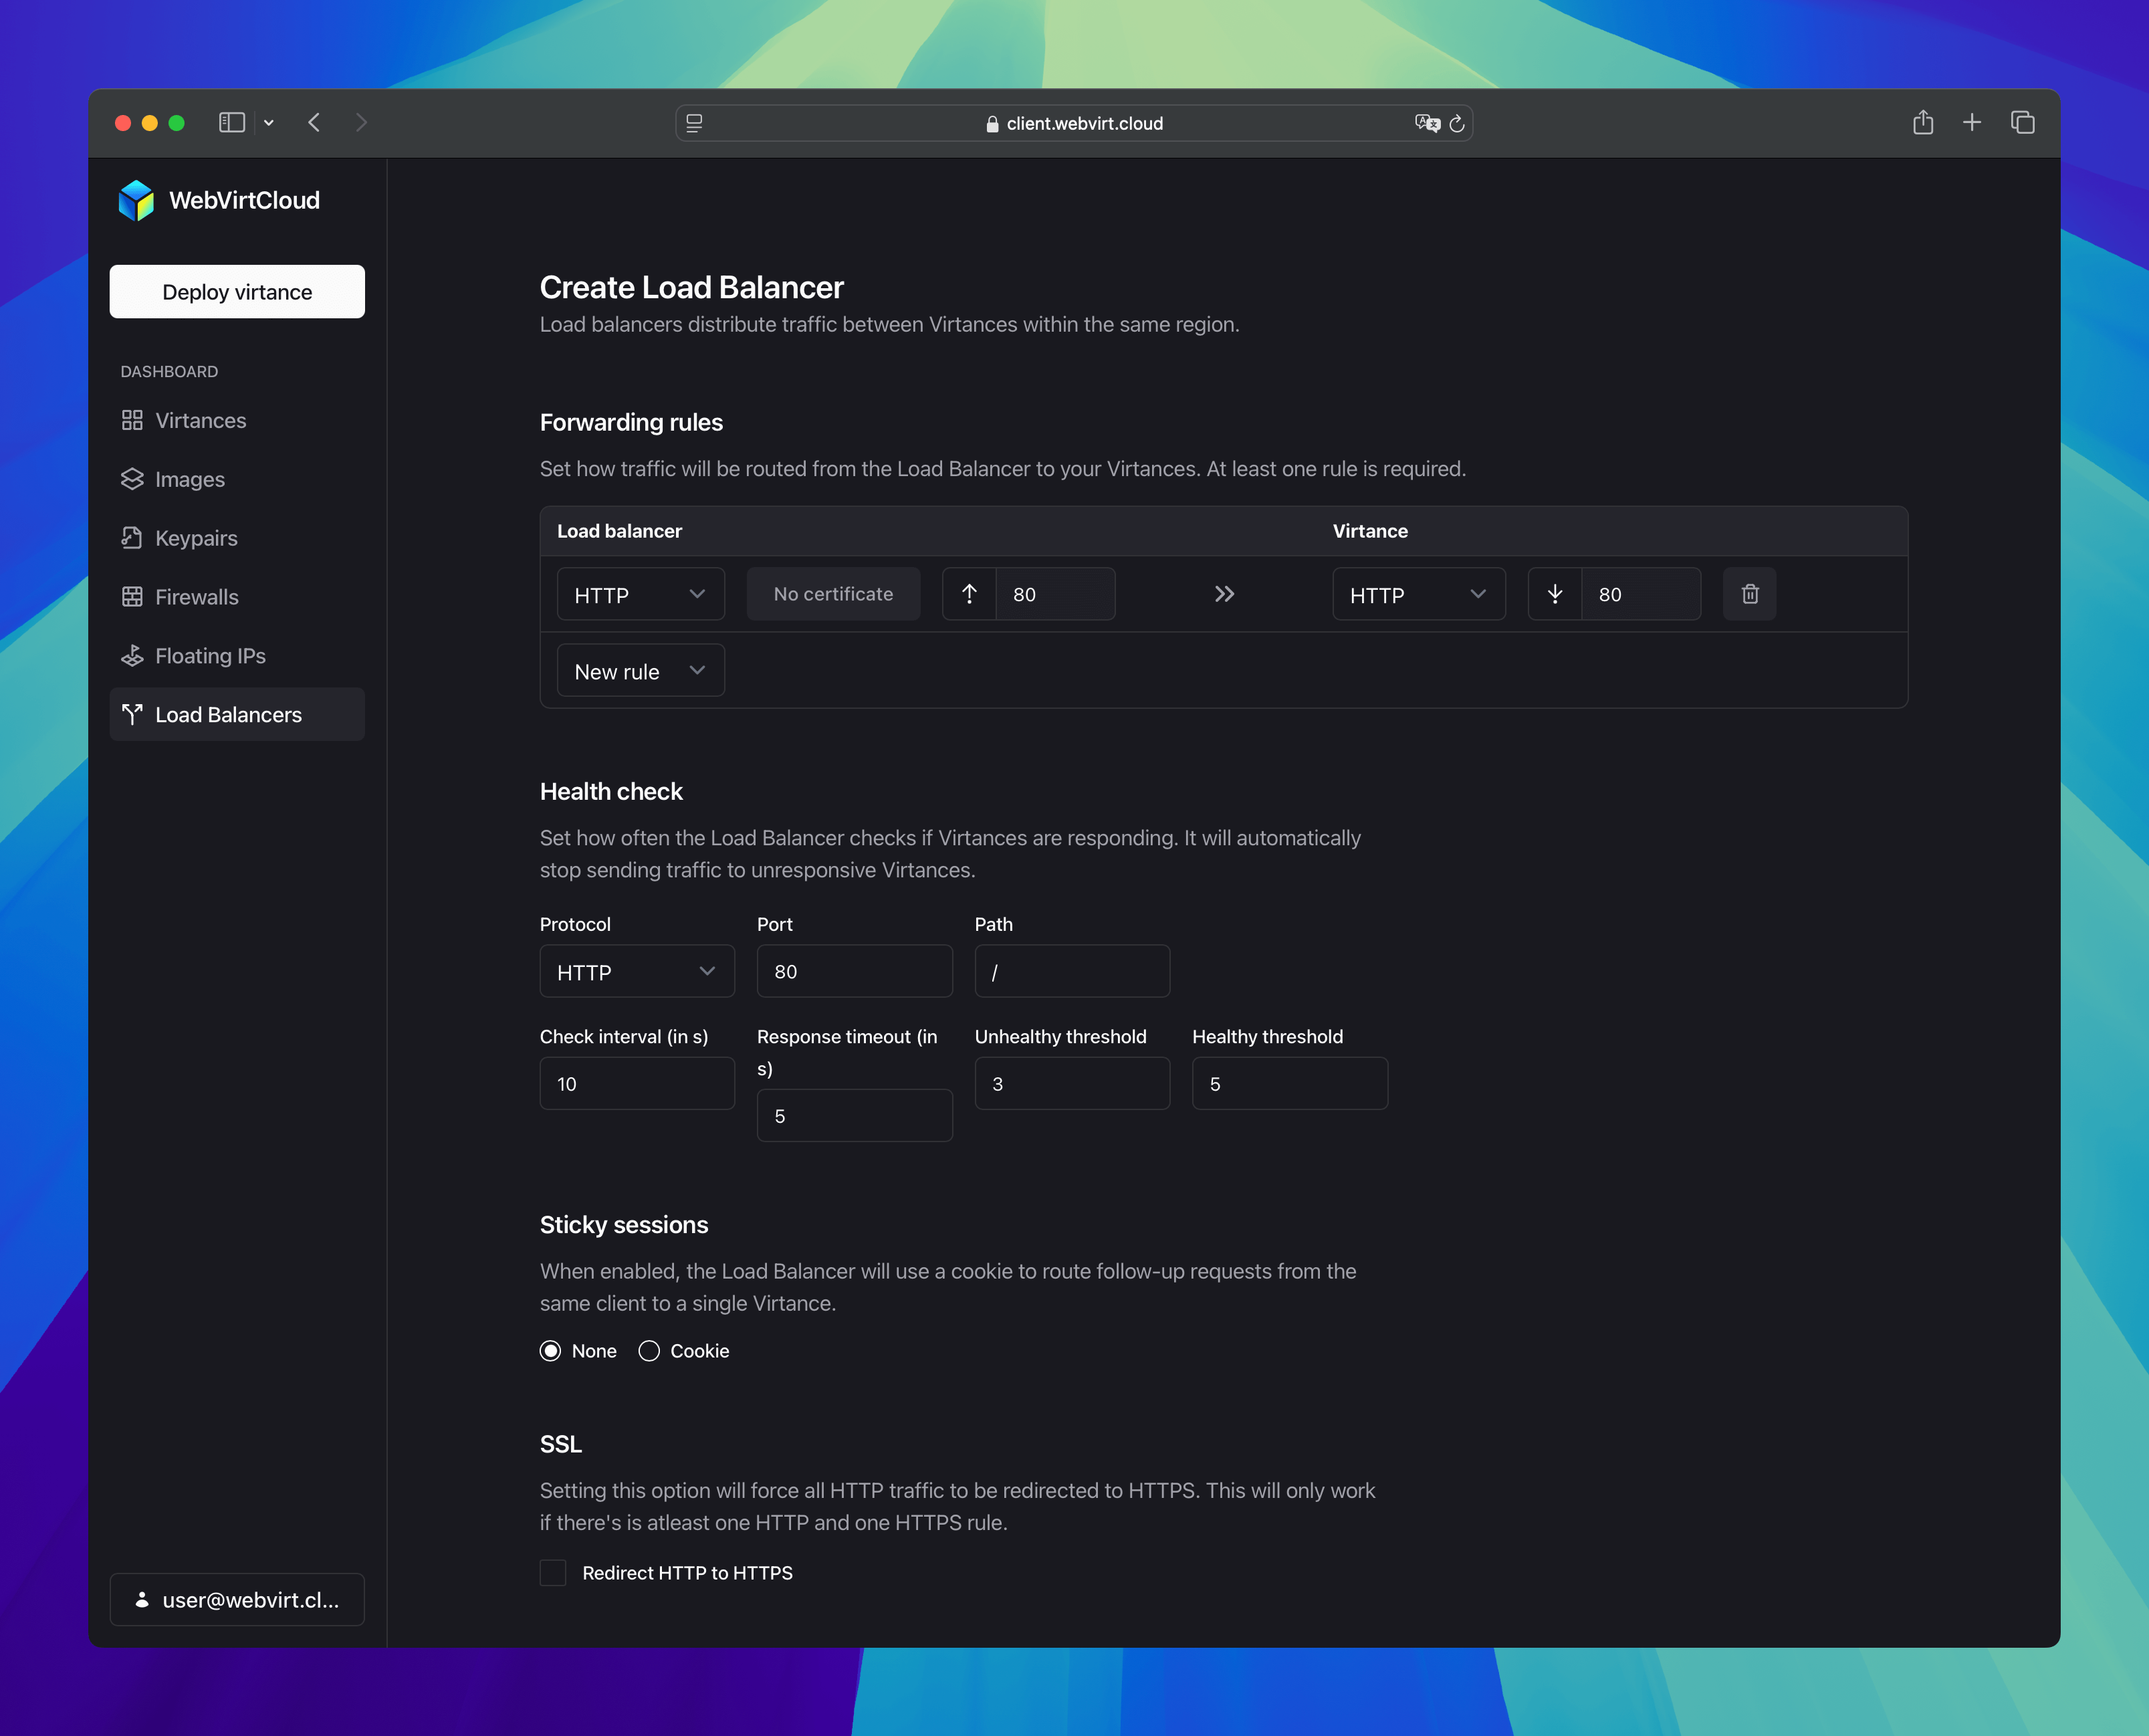 client.webvirt.cloud
WebVirtCloud
Deploy virtance
DASHBOARD
Virtances
Images
Keypairs
Firewalls
Floating IPs
Load Balancers
user@webvirt.cl...
Create Load Balancer
Load balancers distribute traffic between Virtances within the same region.
Forwarding rules
Set how traffic will be routed from the Load Balancer to your Virtances. At least one rule is required.
Load balancer Virtance
HTTP No certificate 80 HTTP 80
New rule
Health check
Set how often the Load Balancer checks if Virtances are responding. It will automatically
stop sending traffic to unresponsive Virtances.
Protocol Port Path
HTTP 80 /
Check interval (in s) Response timeout (in
s) Unhealthy threshold Healthy threshold
10 5 3 5
Sticky sessions
When enabled, the Load Balancer will use a cookie to route follow-up requests from the
same client to a single Virtance.
None Cookie
SSL
Setting this option will force all HTTP traffic to be redirected to HTTPS. This will only work
if there's is atleast one HTTP and one HTTPS rule.
Redirect HTTP to HTTPS